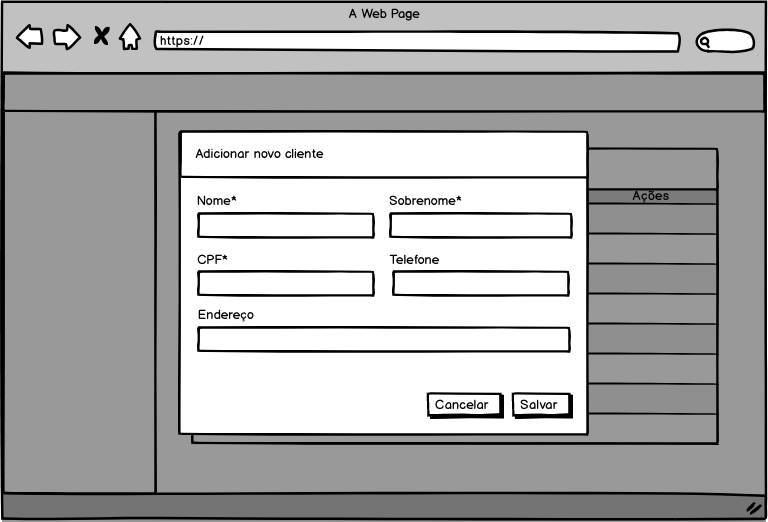 A Web Page
https://
Adicionar novo cliente
Ações
Nome* Sobrenome*
CPF* Telefone
Endereço
Cancelar Salvar